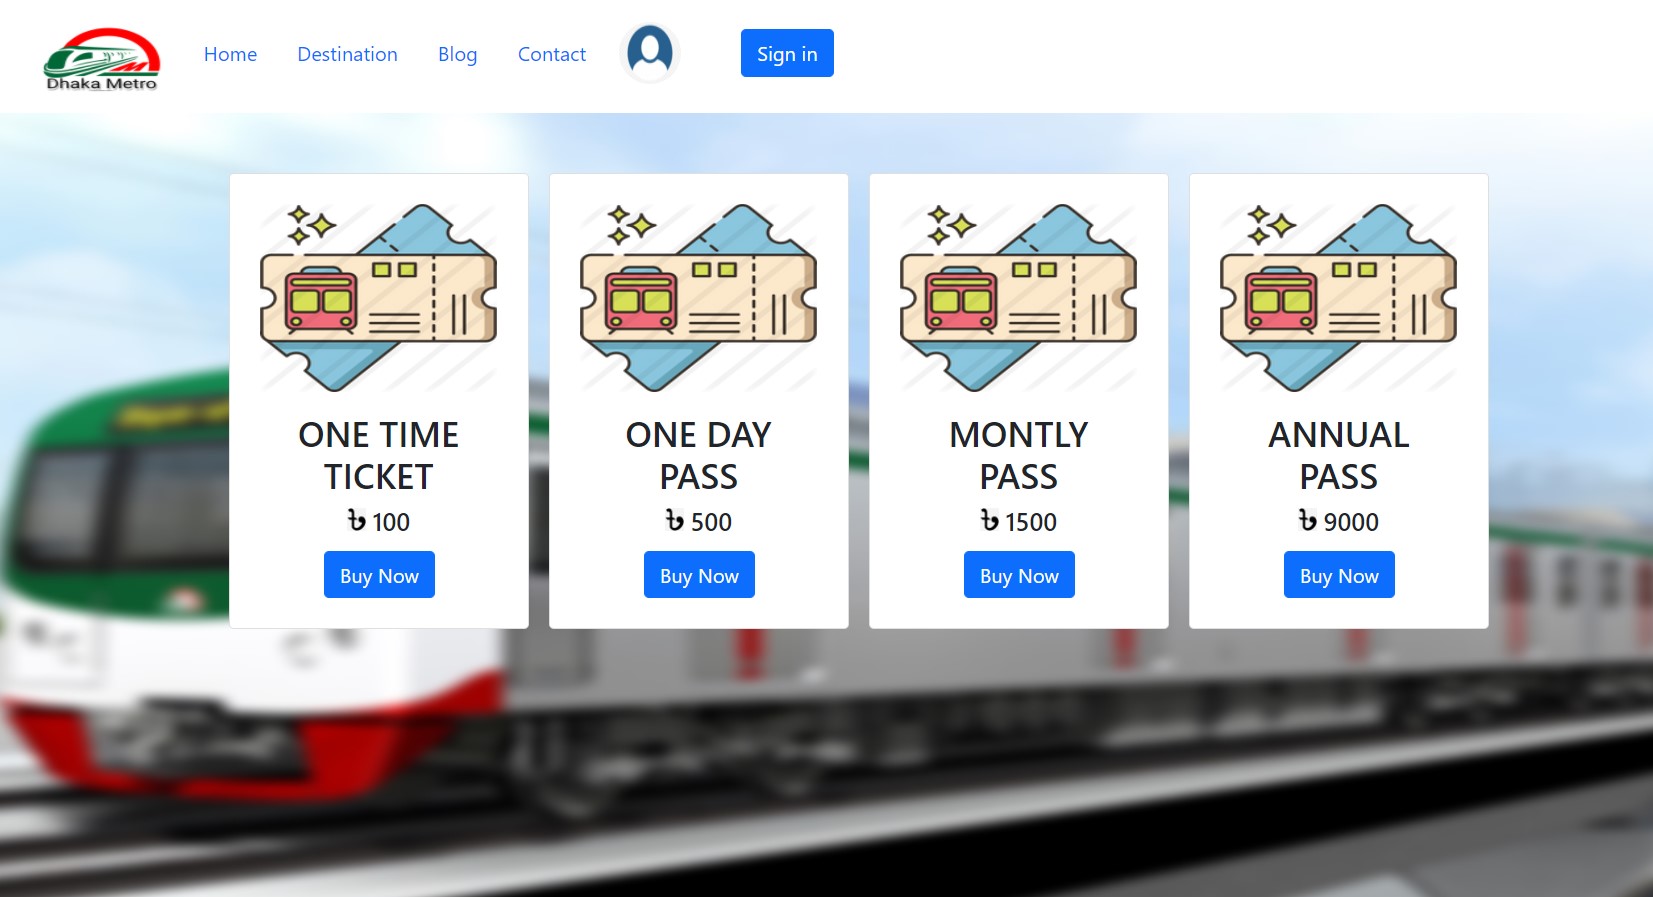 Dhaka Metro
Home Destination Blog Contact Sign in
ONE TIME
TICKET
৳ 100
Buy Now
ONE DAY
PASS
৳ 500
Buy Now
MONTLY
PASS
৳ 1500
Buy Now
ANNUAL
PASS
৳ 9000
Buy Now